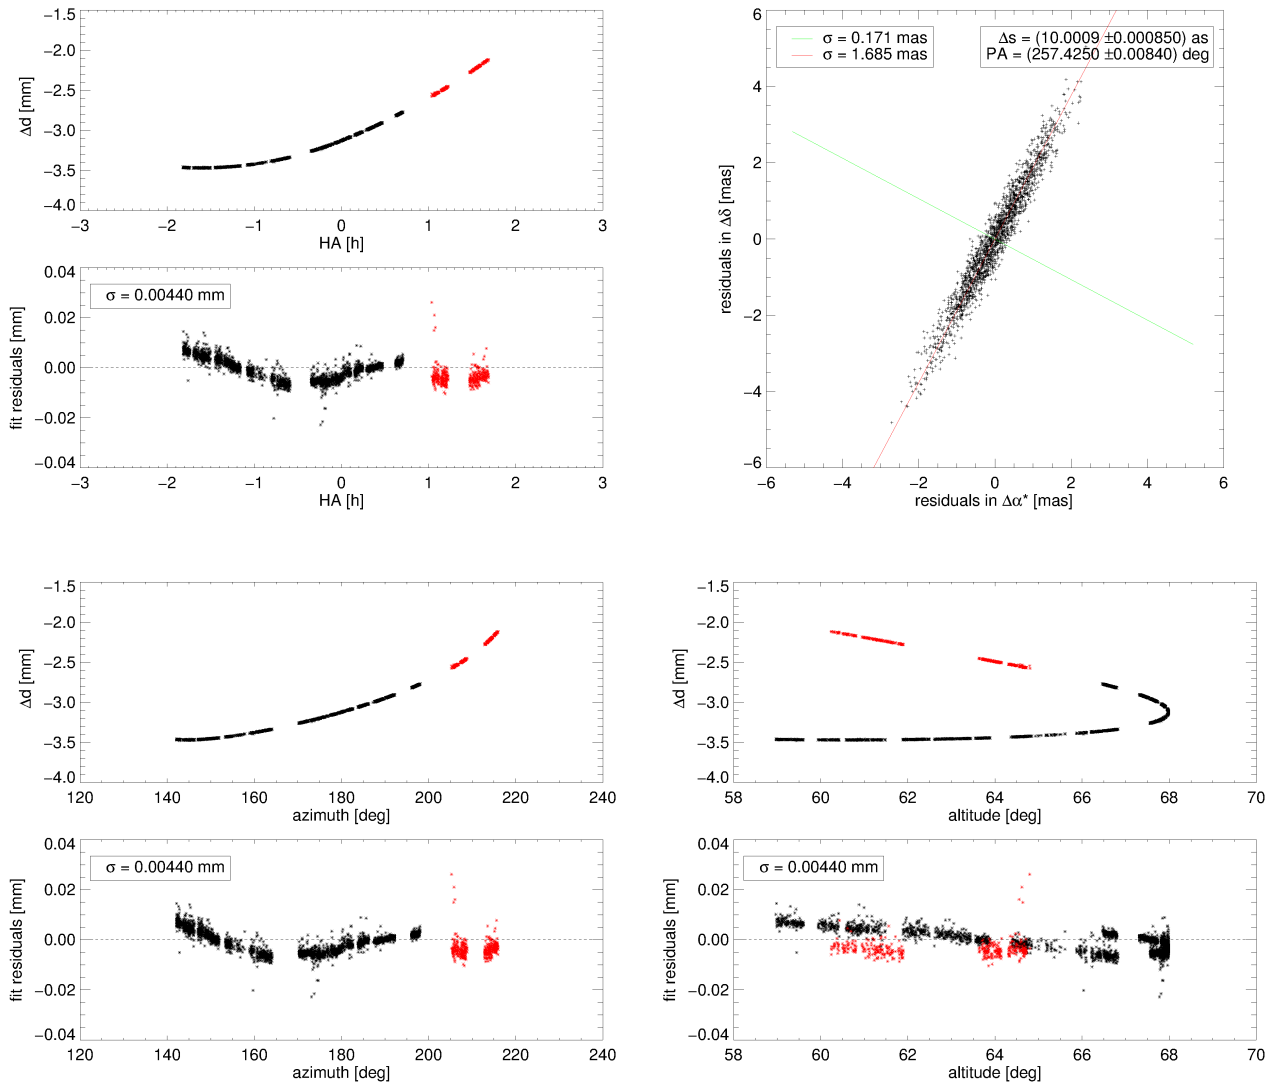 −1.5
−2.0
−2.5
−3.0
−3.5
−4.0
Δd [mm]
−3 −2 −1 0 1 2 3
HA [h]
0.04
0.02
0.00
−0.02
−0.04
fit residuals [mm]
σ = 0.00440 mm
−3 −2 −1 0 1 2 3
HA [h]
6
4
2
0
−2
−4
−6
residuals in Δδ [mas]
σ = 0.171 mas
σ = 1.685 mas
Δs = (10.0009 ±0.000850) as
PA = (257.4250 ±0.00840) deg
−6 −4 −2 0 2 4 6
residuals in Δα* [mas]
−1.5
−2.0
−2.5
−3.0
−3.5
−4.0
Δd [mm]
120 140 160 180 200 220 240
azimuth [deg]
−1.5
−2.0
−2.5
−3.0
−3.5
−4.0
Δd [mm]
58 60 62 64 66 68 70
altitude [deg]
0.04
0.02
0.00
−0.02
−0.04
fit residuals [mm]
σ = 0.00440 mm
120 140 160 180 200 220 240
azimuth [deg]
0.04
0.02
0.00
−0.02
−0.04
fit residuals [mm]
σ = 0.00440 mm
58 60 62 64 66 68 70
altitude [deg]